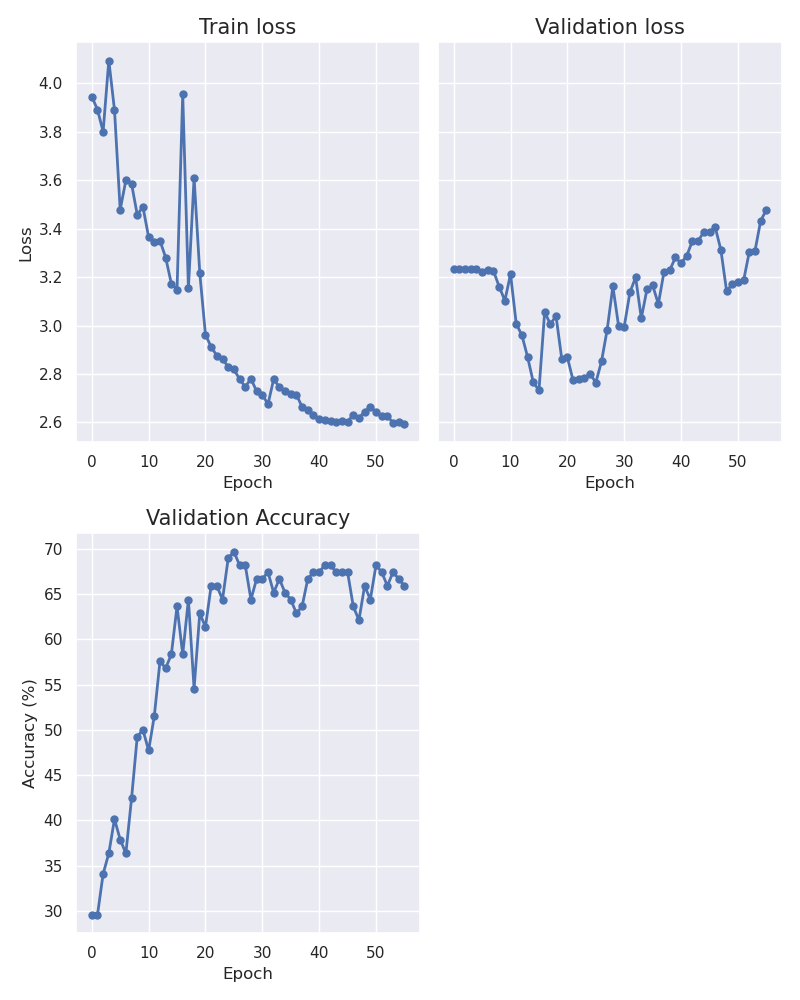 Train loss
Validation loss
4.0
3.8
3.6
3.4
3.2
3.0
2.8
2.6
Loss
0 10 20 30 40 50
Epoch
0 10 20 30 40 50
Epoch
Validation Accuracy
70
65
60
55
50
45
40
35
30
Accuracy (%)
0 10 20 30 40 50
Epoch